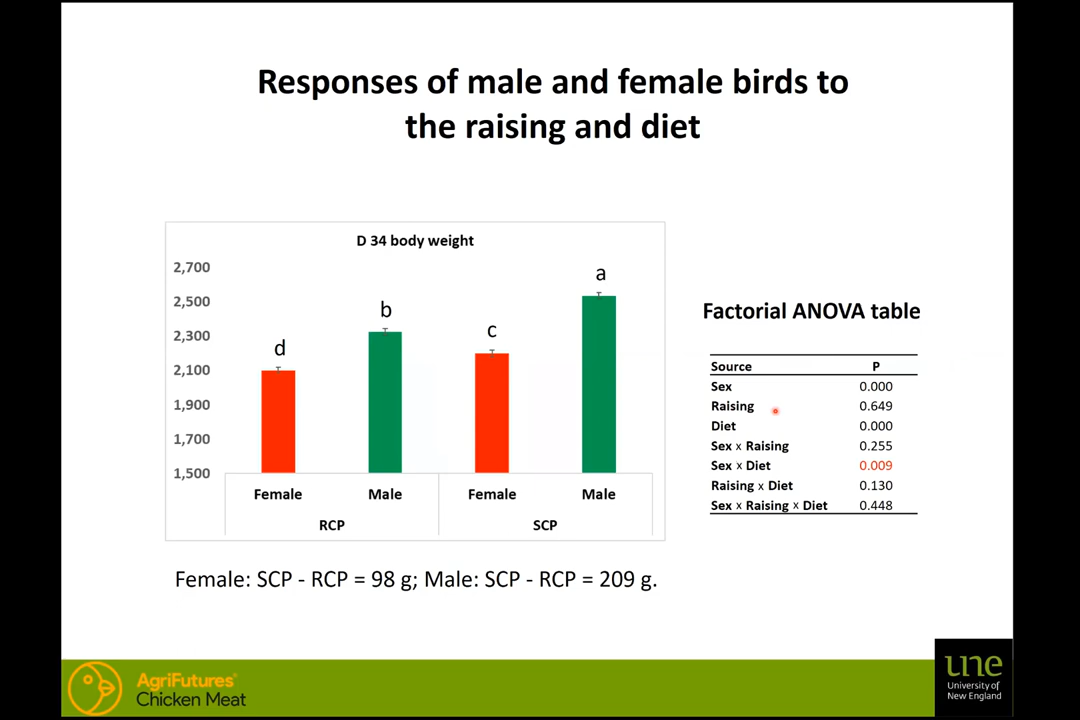 Responses of male and female birds to
the raising and diet
D 34 body weight
2,700
2,500
2,300
2,100
1,900
1,700
1,500
d
b
c
a
Female
Male
Female
Male
RCP
SCP
Factorial ANOVA table
Source P
Sex 0.000
Raising 0.649
Diet 0.000
Sex x Raising 0.255
Sex x Diet 0.009
Raising x Diet 0.130
Sex x Raising x Diet 0.448
Female: SCP - RCP = 98 g; Male: SCP - RCP = 209 g.
AgriFutures®
Chicken Meat
une
University of
New England